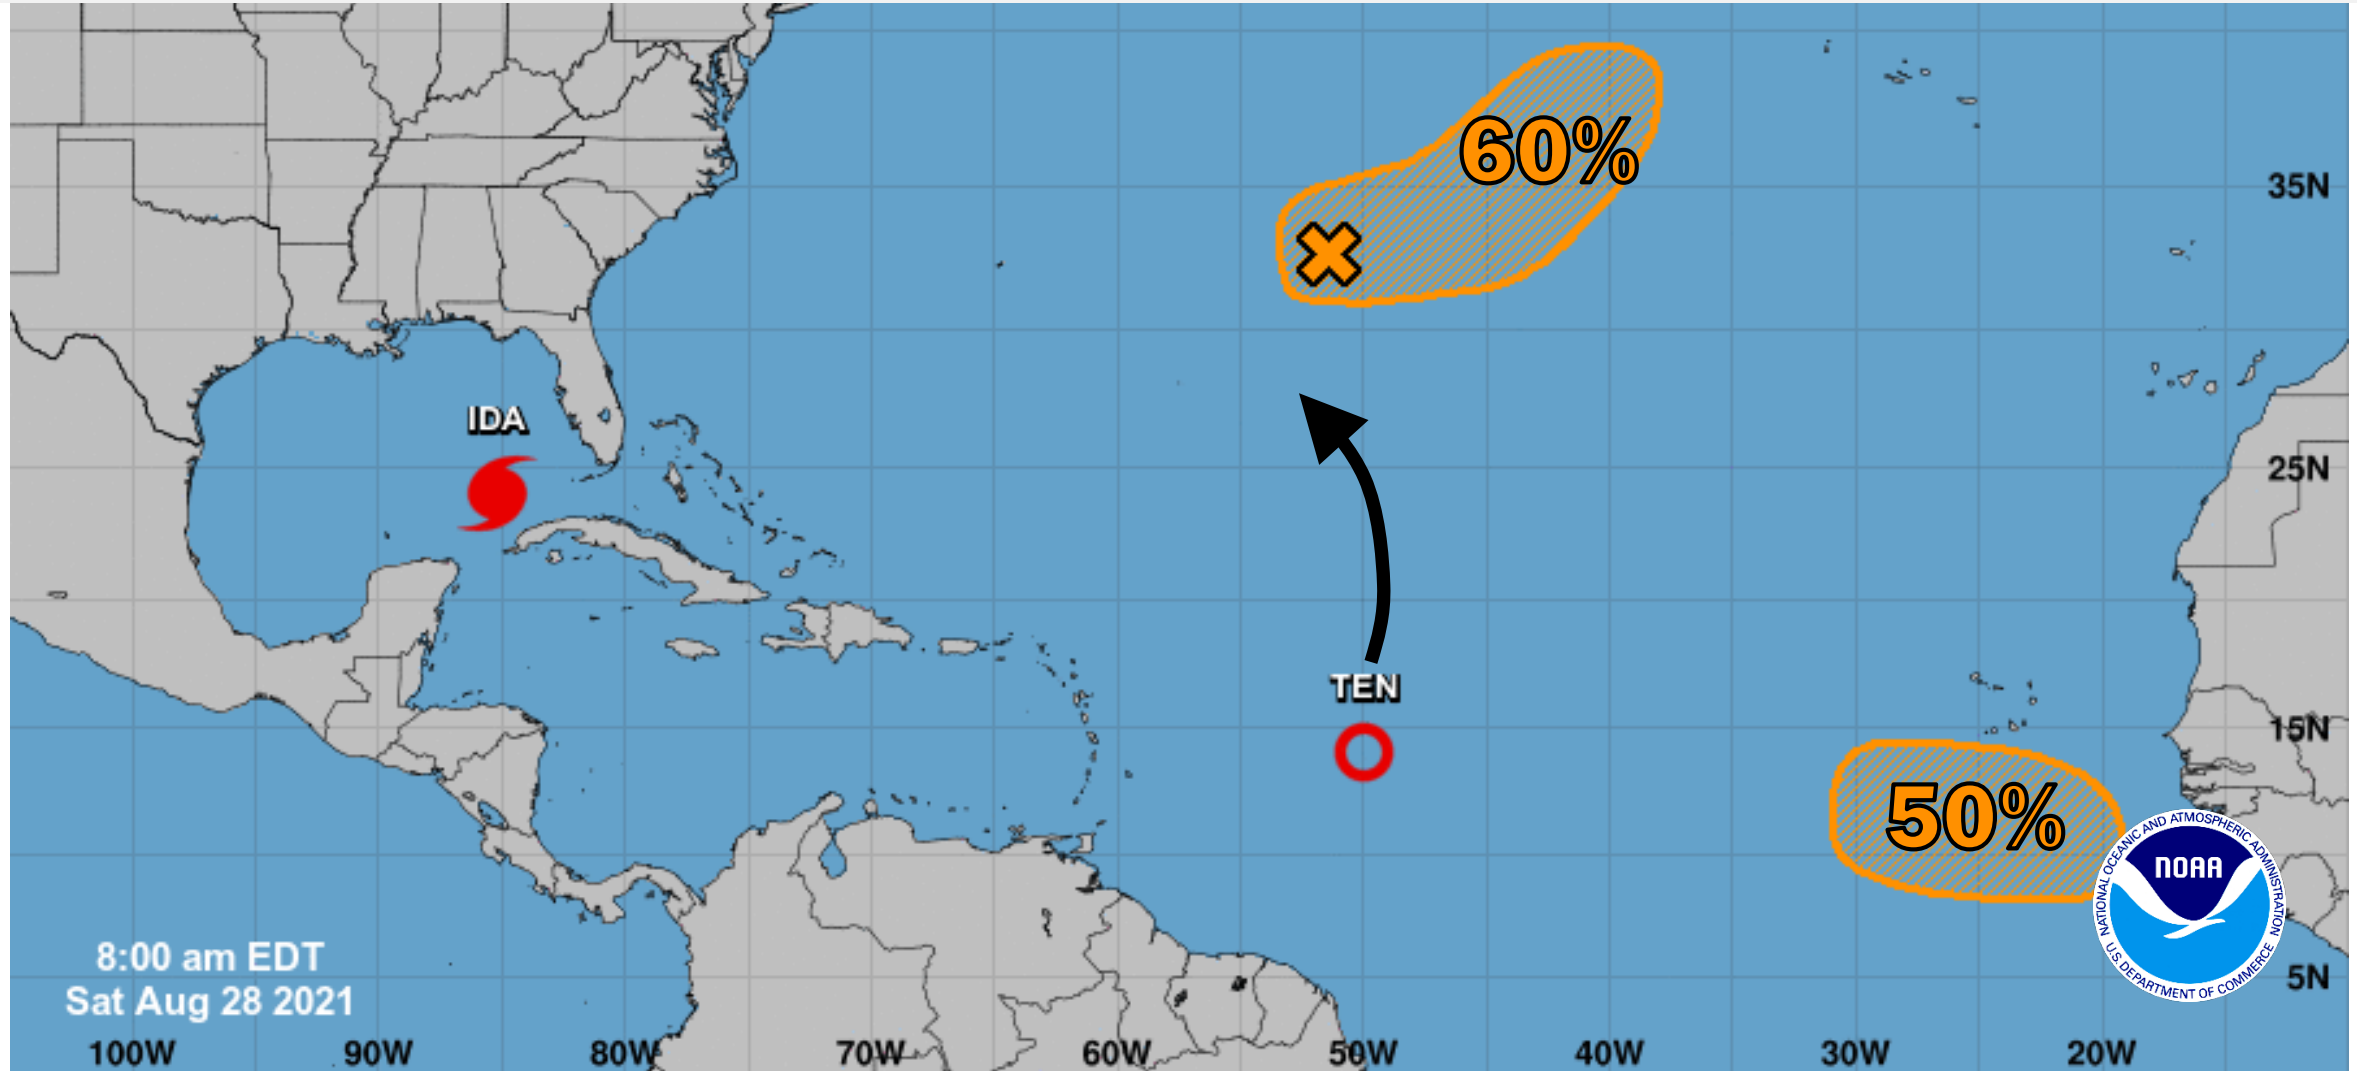 60%
35N
IDA
25N
TEN
15N
50%
NATIONAL OCEANIC AND ATMOSPHERIC ADMINISTRATION
NOAA
U.S. DEPARTMENT OF COMMERCE
8:00 am EDT
Sat Aug 28 2021
5N
100W 90W 80W 70W 60W 50W 40W 30W 20W